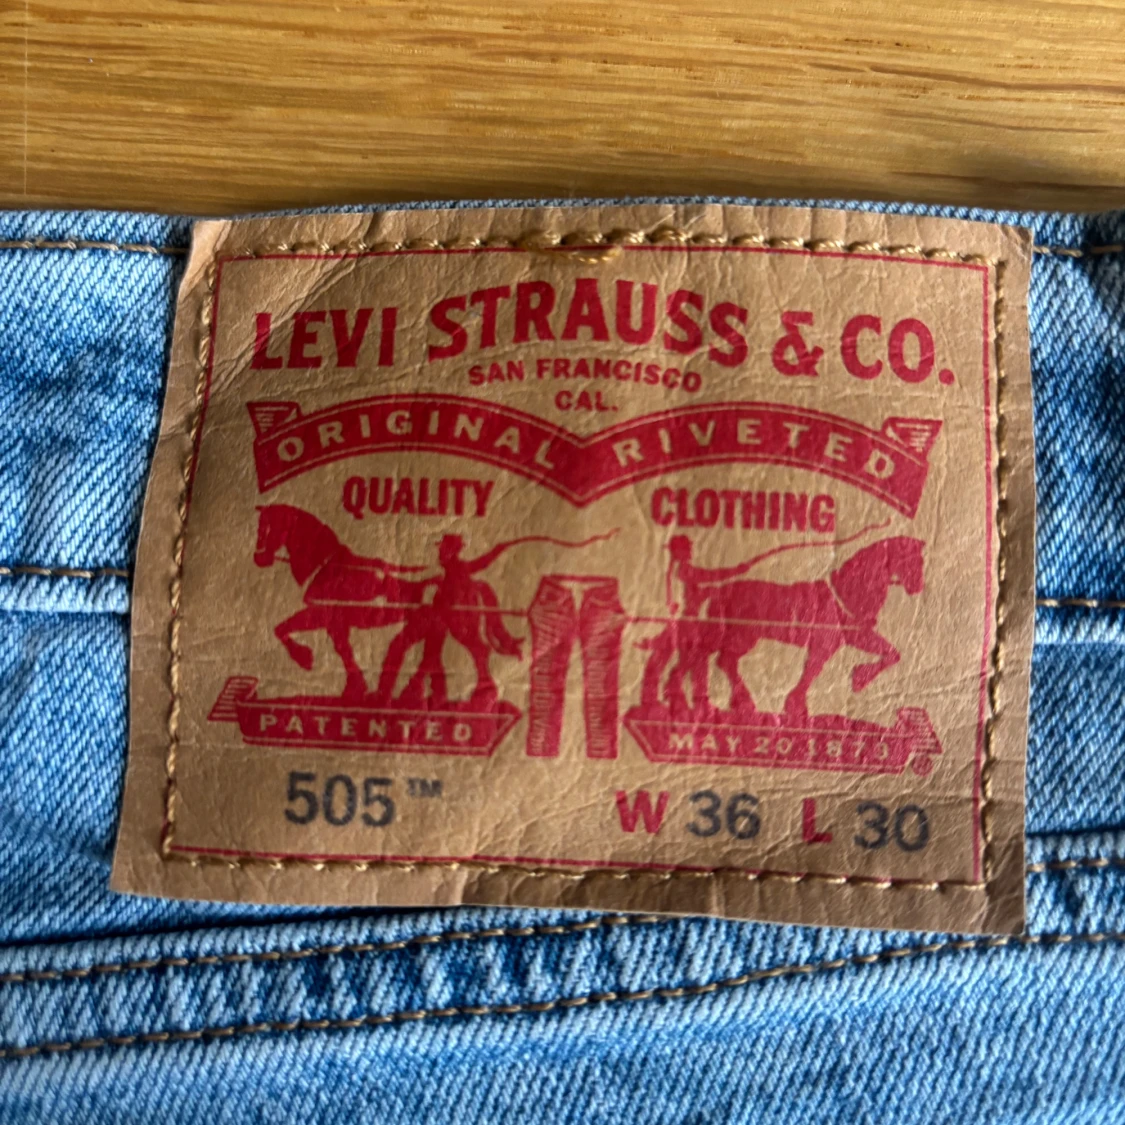 LEVI STRAUSS & CO.
SAN FRANCISCO
CAL.
ORIGINAL RIVETED
QUALITY CLOTHING
PATENTED MAY 20 1873
505™ W 36 L 30